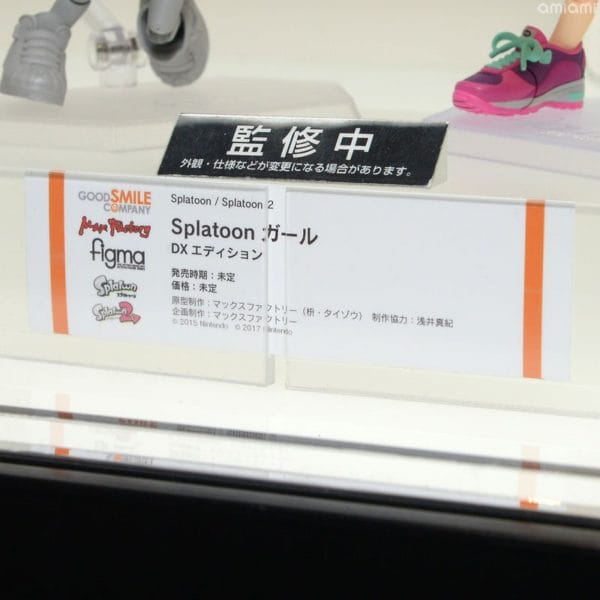 amiami
監修中
外観・仕様などが変更になる場合があります。
GOOD SMILE
COMPANY
Max Factory
figma
Splatoon
Splatoon 2
Splatoon / Splatoon 2
Splatoon ガール
DX エディション
発売時期：未定
価格：未定
原型制作：マックスファクトリー（枡・タイゾウ） 制作協力：浅井真紀
企画制作：マックスファクトリー
© 2015 Nintendo © 2017 Nintendo